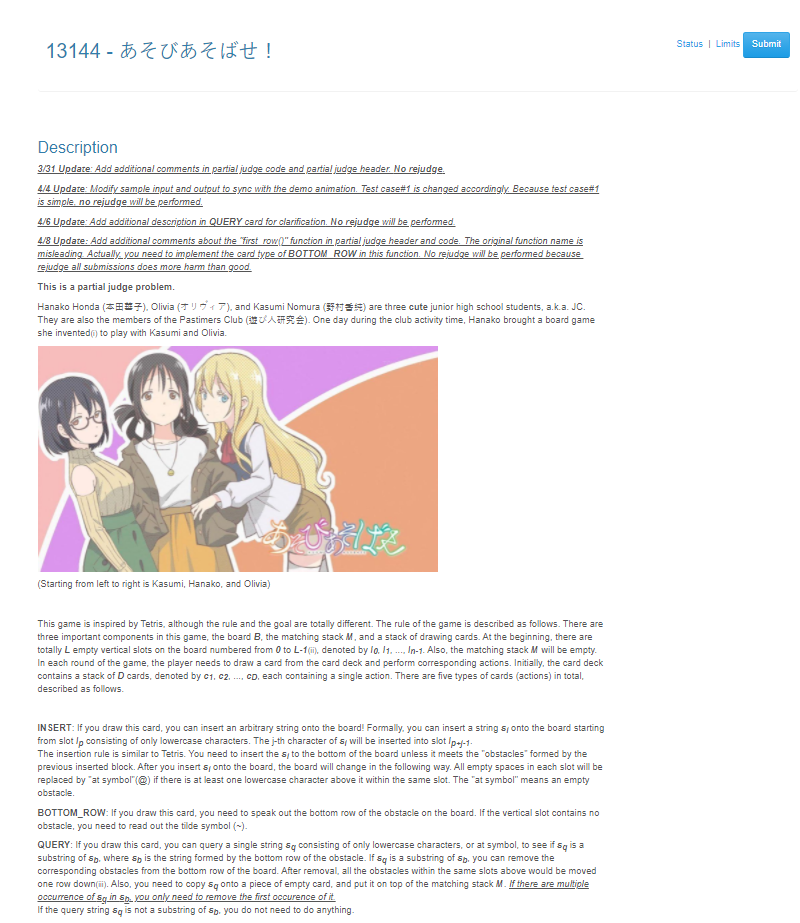 13144 - あそびあそばせ！
Status | Limits Submit
Description
3/31 Update: Add additional comments in partial judge code and partial judge header. No rejudge.
4/4 Update: Modify sample input and output to sync with the demo animation. Test case#1 is changed accordingly. Because test case#1
is simple. no rejudge will be performed.
4/6 Update: Add additional description in QUERY card for clarification. No rejudge will be performed.
4/8 Update: Add additional comments about the "first_row()" function in partial judge header and code. The original function name is
misleading. Actually, you need to implement the card type of BOTTOM_ROW in this function. No rejudge will be performed because
rejudge all submissions does more harm than good.
This is a partial judge problem.
Hanako Honda (本田華子), Olivia (オリヴィア), and Kasumi Nomura (野村香純) are three cute junior high school students, a.k.a. JC.
They are also the members of the Pastimers Club (遊び人研究会). One day during the club activity time, Hanako brought a board game
she invented(i) to play with Kasumi and Olivia.
あそびあそばせ
(Starting from left to right is Kasumi, Hanako, and Olivia)
This game is inspired by Tetris, although the rule and the goal are totally different. The rule of the game is described as follows. There are
three important components in this game, the board B, the matching stack M, and a stack of drawing cards. At the beginning, there are
totally L empty vertical slots on the board numbered from 0 to L-1(ii), denoted by l0, l1, ..., ln-1. Also, the matching stack M will be empty.
In each round of the game, the player needs to draw a card from the card deck and perform corresponding actions. Initially, the card deck
contains a stack of D cards, denoted by c1, c2, ..., cD, each containing a single action. There are five types of cards (actions) in total,
described as follows.
INSERT: If you draw this card, you can insert an arbitrary string onto the board! Formally, you can insert a string si onto the board starting
from slot lp consisting of only lowercase characters. The j-th character of si will be inserted into slot lp+j-1.
The insertion rule is similar to Tetris. You need to insert the si to the bottom of the board unless it meets the "obstacles" formed by the
previous inserted block. After you insert si onto the board, the board will change in the following way. All empty spaces in each slot will be
replaced by "at symbol"(@) if there is at least one lowercase character above it within the same slot. The "at symbol" means an empty
obstacle.
BOTTOM_ROW: If you draw this card, you need to speak out the bottom row of the obstacle on the board. If the vertical slot contains no
obstacle, you need to read out the tilde symbol (~).
QUERY: If you draw this card, you can query a single string sq consisting of only lowercase characters, or at symbol, to see if sq is a
substring of sb, where sb is the string formed by the bottom row of the obstacle. If sq is a substring of sb, you can remove the
corresponding obstacles from the bottom row of the board. After removal, all the obstacles within the same slots above would be moved
one row down(iii). Also, you need to copy sq onto a piece of empty card, and put it on top of the matching stack M. If there are multiple
occurrence of sq in sb, you only need to remove the first occurence of it.
If the query string sq is not a substring of sb, you do not need to do anything.